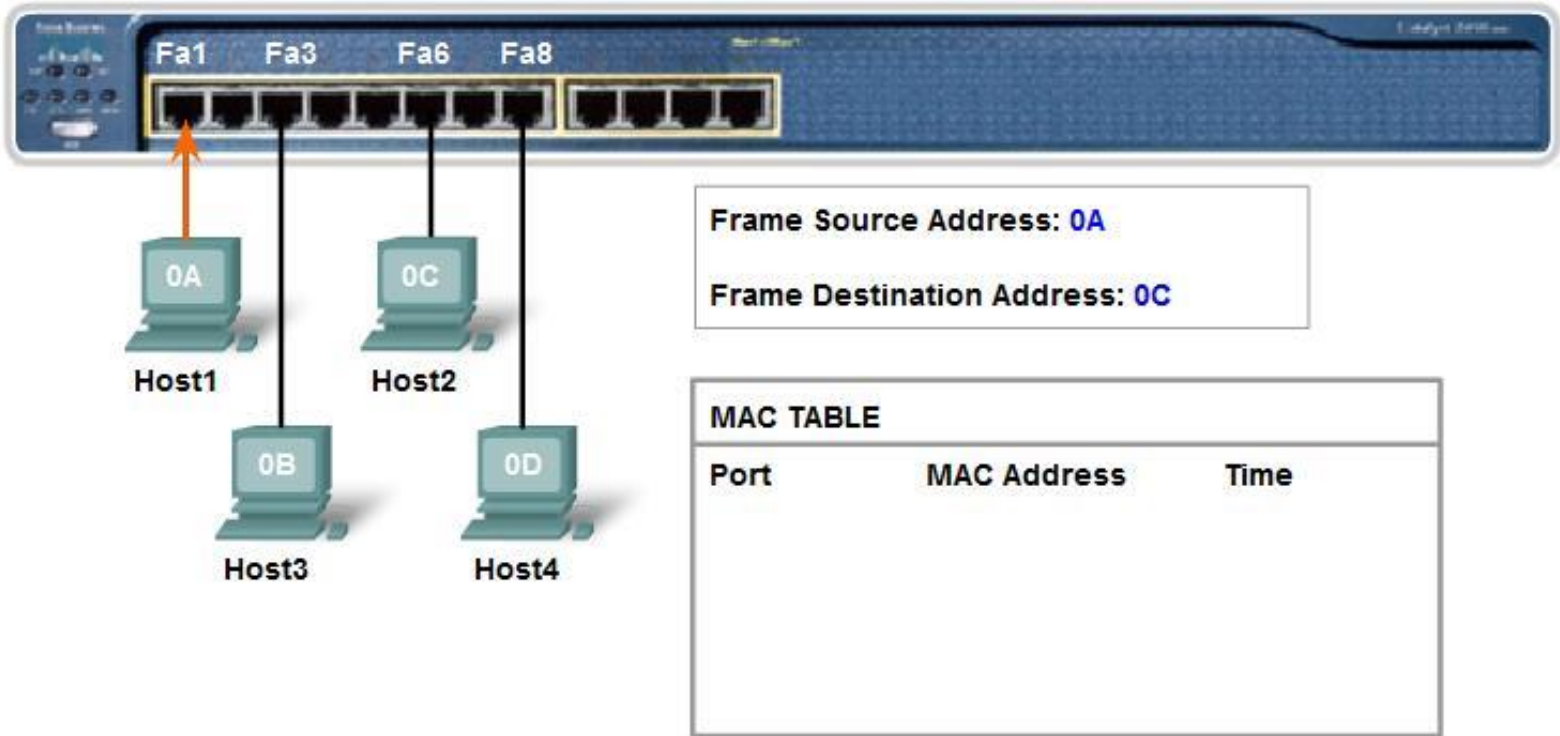 Fa1 Fa3 Fa6 Fa8
Frame Source Address: 0A
0A 0C
Frame Destination Address: 0C
Host1 Host2
MAC TABLE
0B 0D
Port MAC Address Time
Host3 Host4